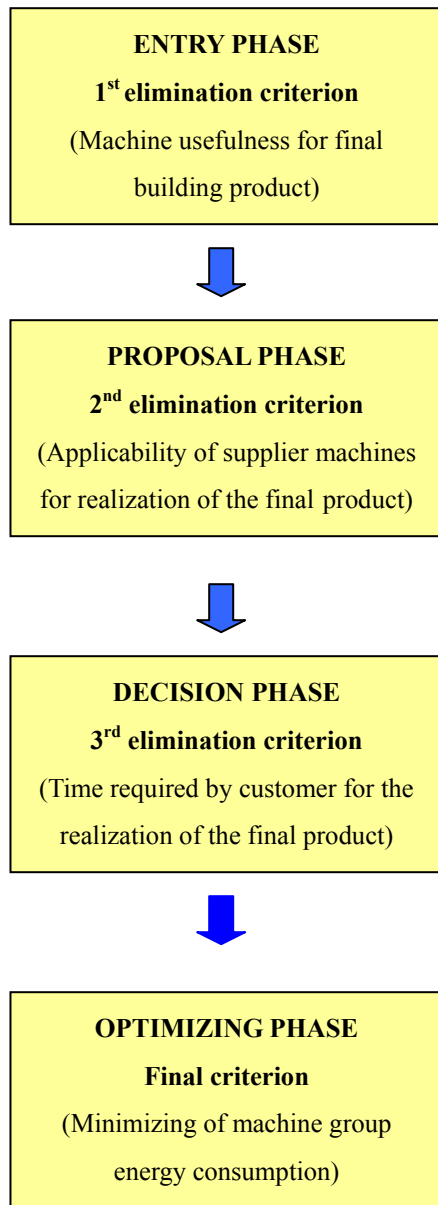 ENTRY PHASE
1st elimination criterion
(Machine usefulness for final
building product)
PROPOSAL PHASE
2nd elimination criterion
(Applicability of supplier machines
for realization of the final product)
DECISION PHASE
3rd elimination criterion
(Time required by customer for the
realization of the final product)
OPTIMIZING PHASE
Final criterion
(Minimizing of machine group
energy consumption)